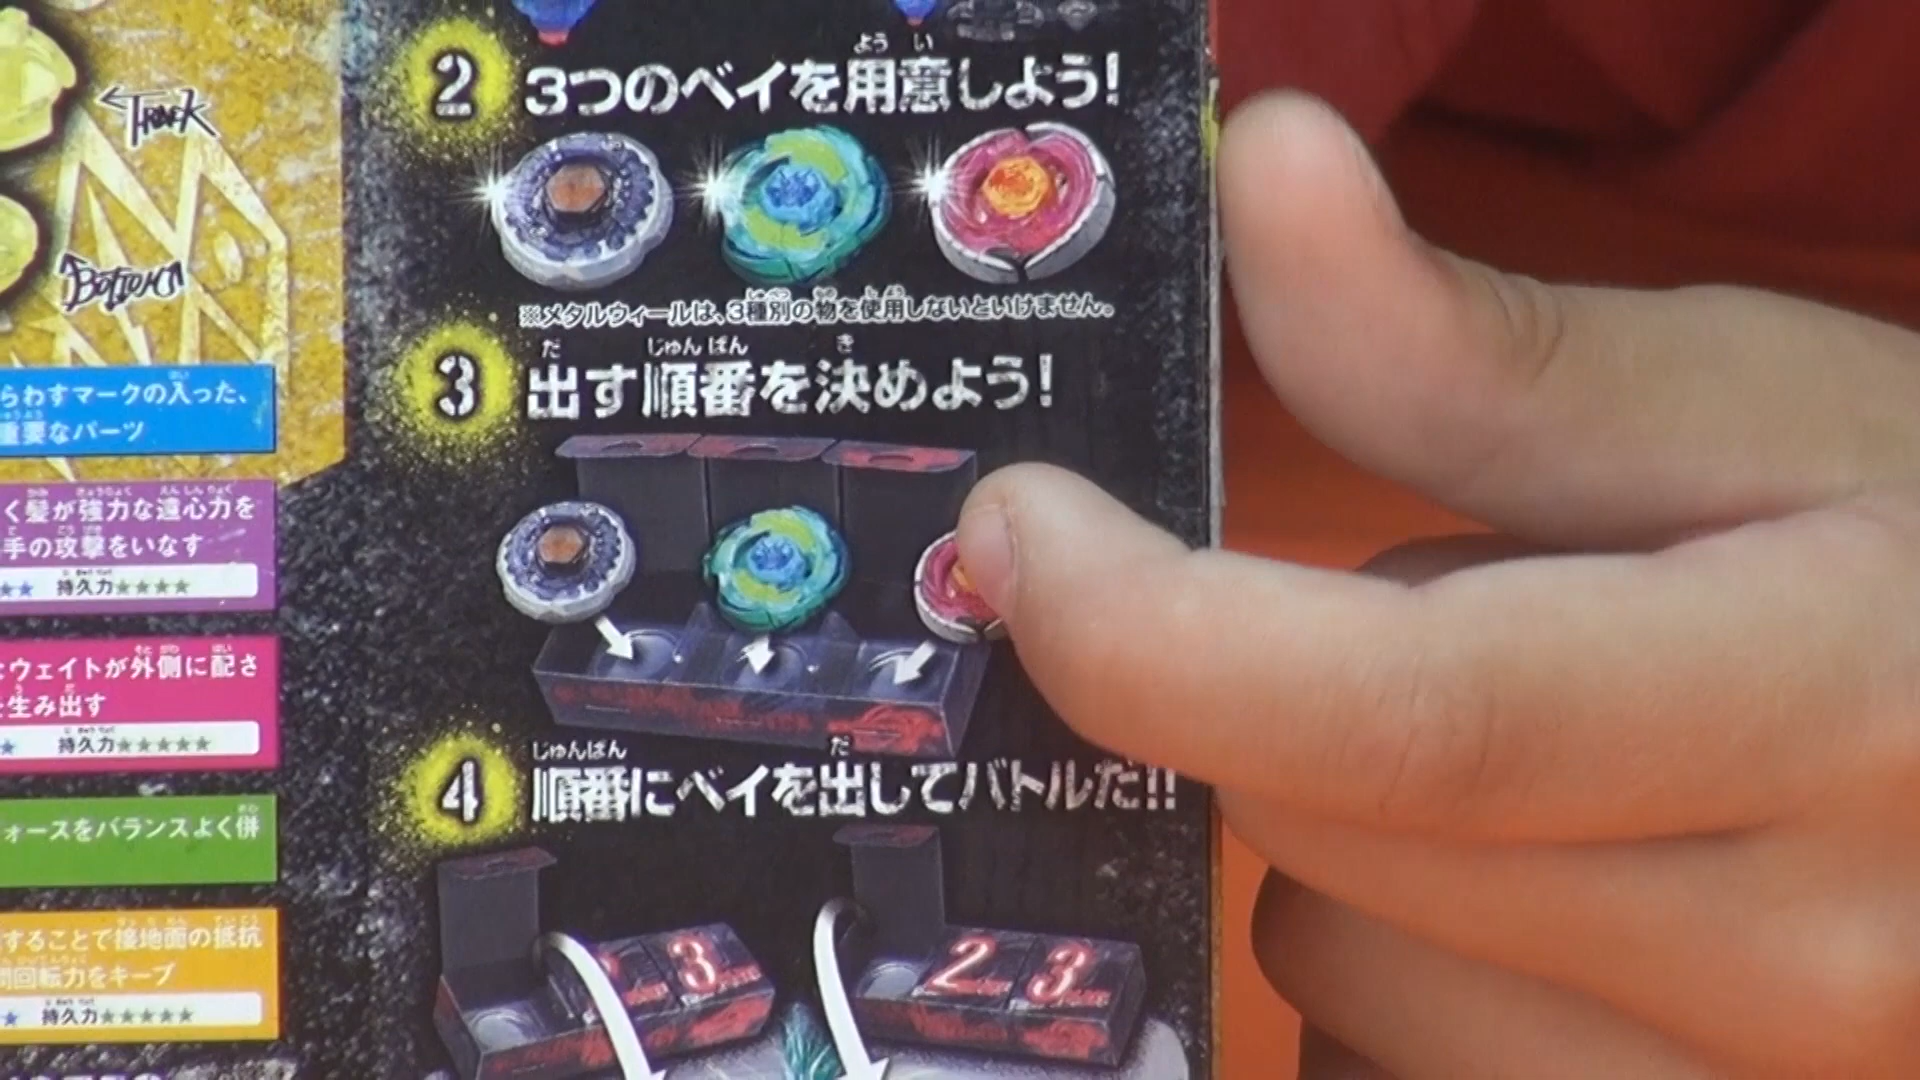 Track
Bottom
らわすマークの入った、
重要なパーツ
く髪が強力な遠心力を
手の攻撃をいなす
★★ 持久力★★★★
ウェイトが外側に配さ
生み出す
★ 持久力★★★★★
ォースをバランスよく併
することで接地面の抵抗
間回転力をキープ
★ 持久力★★★★★
2 3つのベイを用意しよう!
※メタルウィールは、3種別の物を使用しないといけません。
3 出す順番を決めよう!
4 順番にベイを出してバトルだ!!
3
2 3